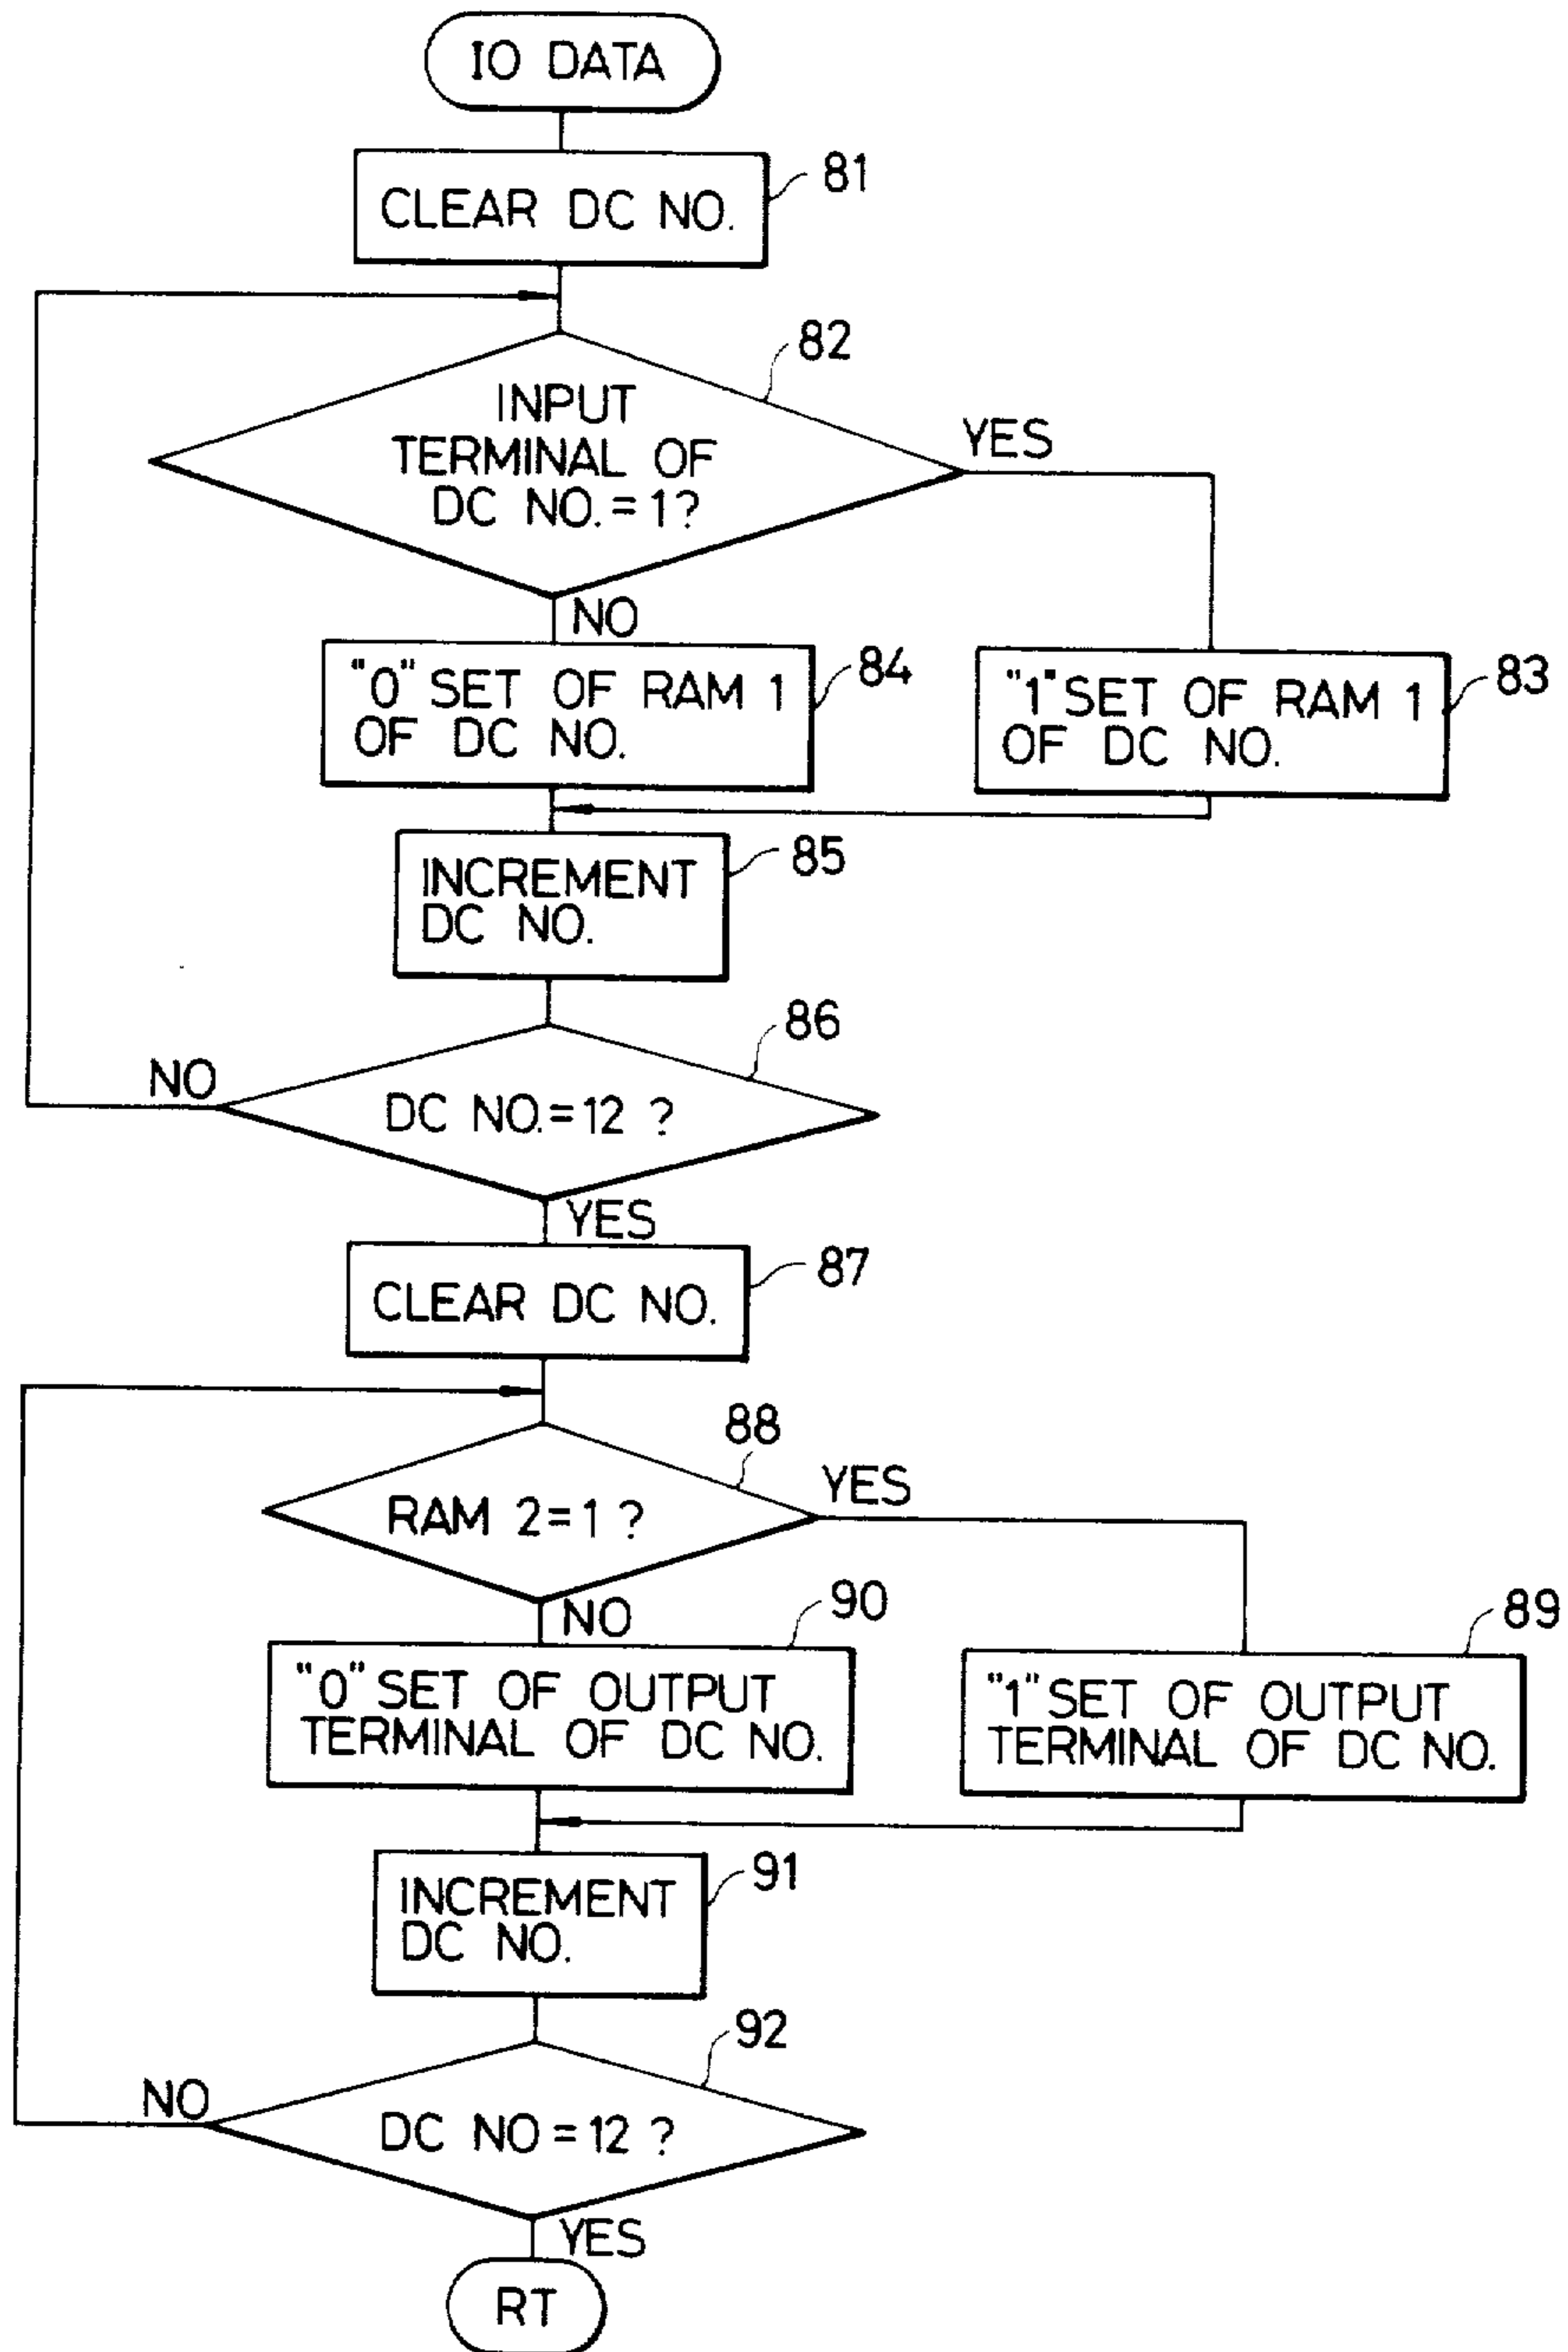 IO DATA
CLEAR DC NO.
81
82
INPUT
TERMINAL OF
DC NO.=1?
YES
NO
"0" SET OF RAM 1
OF DC NO.
84
"1" SET OF RAM 1
OF DC NO.
83
INCREMENT
DC NO.
85
86
NO
DC NO.=12 ?
YES
CLEAR DC NO.
87
88
RAM 2=1 ?
YES
NO
90
"0" SET OF OUTPUT
TERMINAL OF DC NO.
89
"1" SET OF OUTPUT
TERMINAL OF DC NO.
INCREMENT
DC NO.
91
92
NO
DC NO=12 ?
YES
RT